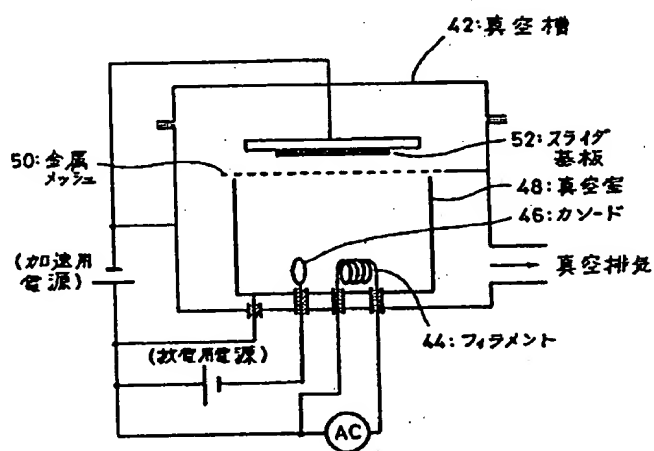 42:真空槽
50:金属
メッシュ
52:スライダ
基板
48:真空室
46:カソード
(加速用
電源)
真空排気
(放電用電源)
44:フィラメント
AC